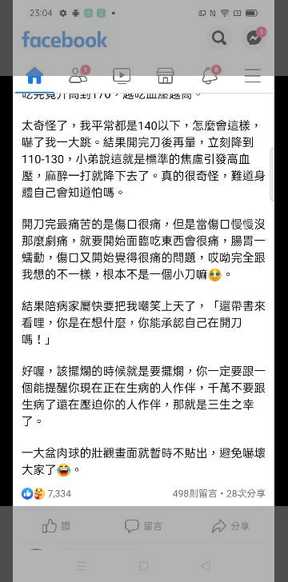 23:04
facebook
吃完竟升高到170，越吃血壓越高。
太奇怪了，我平常都是140以下，怎麼會這樣，
嚇了我一大跳。結果開完刀後再量，立刻降到
110-130，小弟說這就是標準的焦慮引發高血
壓，麻醉一打就降下去了。真的很奇怪，難道身
體自己會知道怕嗎。
開刀完最痛苦的是傷口很痛，但是當傷口慢慢沒
那麼劇痛，就要開始面臨吃東西會很痛，腸胃一
蠕動，傷口又開始覺得很痛的問題，哎呦完全跟
我想的不一樣，根本不是一個小刀嘛🥹。
結果陪病家屬快要把我嘲笑上天了，「還帶書來
看哩，你是在想什麼，你能承認自己在開刀
嗎！」
好喔，該擺爛的時候就是要擺爛，你一定要跟一
個能提醒你現在正在生病的人作伴，千萬不要跟
生病了還在壓迫你的人作伴，那就是三生之幸
了。
一大盆肉球的壯觀畫面就暫時不貼出，避免嚇壞
大家了😂。
7,334 498則留言・28次分享
讚 留言 分享